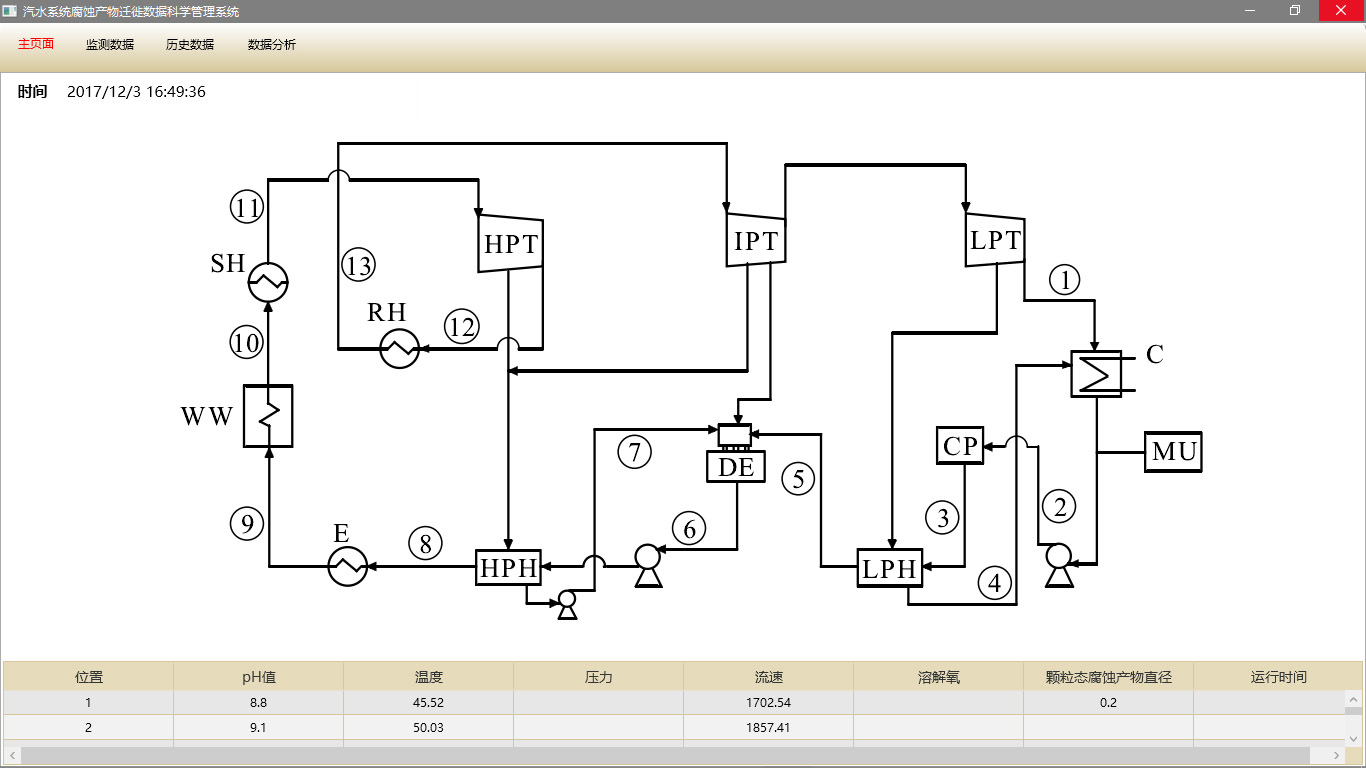 汽水系统腐蚀产物迁徙数据科学管理系统
主页面 监测数据 历史数据 数据分析
时间 2017/12/3 16:49:36
11
HPT
IPT
LPT
SH
13
1
RH
12
10
C
WW
7
CP
MU
DE
5
9
E
8
6
3
2
HPH
LPH
4
位置 pH值 温度 压力 流速 溶解氧 颗粒态腐蚀产物直径 运行时间
1 8.8 45.52 1702.54 0.2
2 9.1 50.03 1857.41